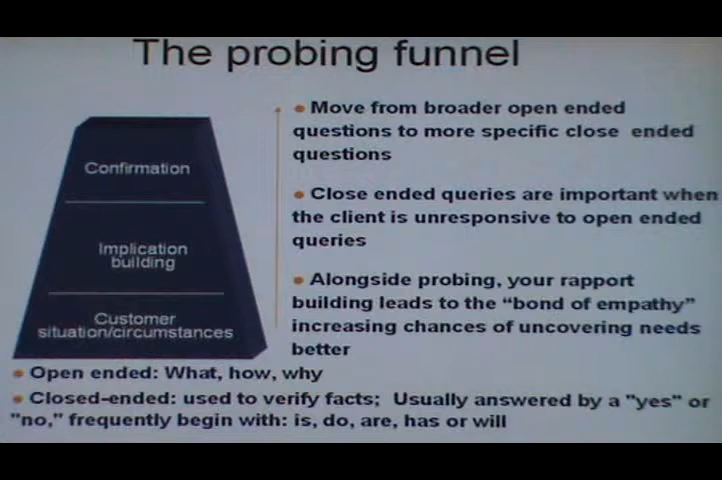 The probing funnel
Confirmation
Implication
building
Customer
situation/circumstances
● Move from broader open ended
questions to more specific close ended
questions
● Close ended queries are important when
the client is unresponsive to open ended
queries
● Alongside probing, your rapport
building leads to the “bond of empathy”
increasing chances of uncovering needs
better
● Open ended: What, how, why
● Closed-ended: used to verify facts; Usually answered by a "yes" or
"no," frequently begin with: is, do, are, has or will